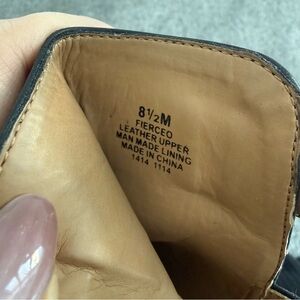 8½M
FIERCEO
LEATHER UPPER
MAN MADE LINING
MADE IN CHINA
1414 1114